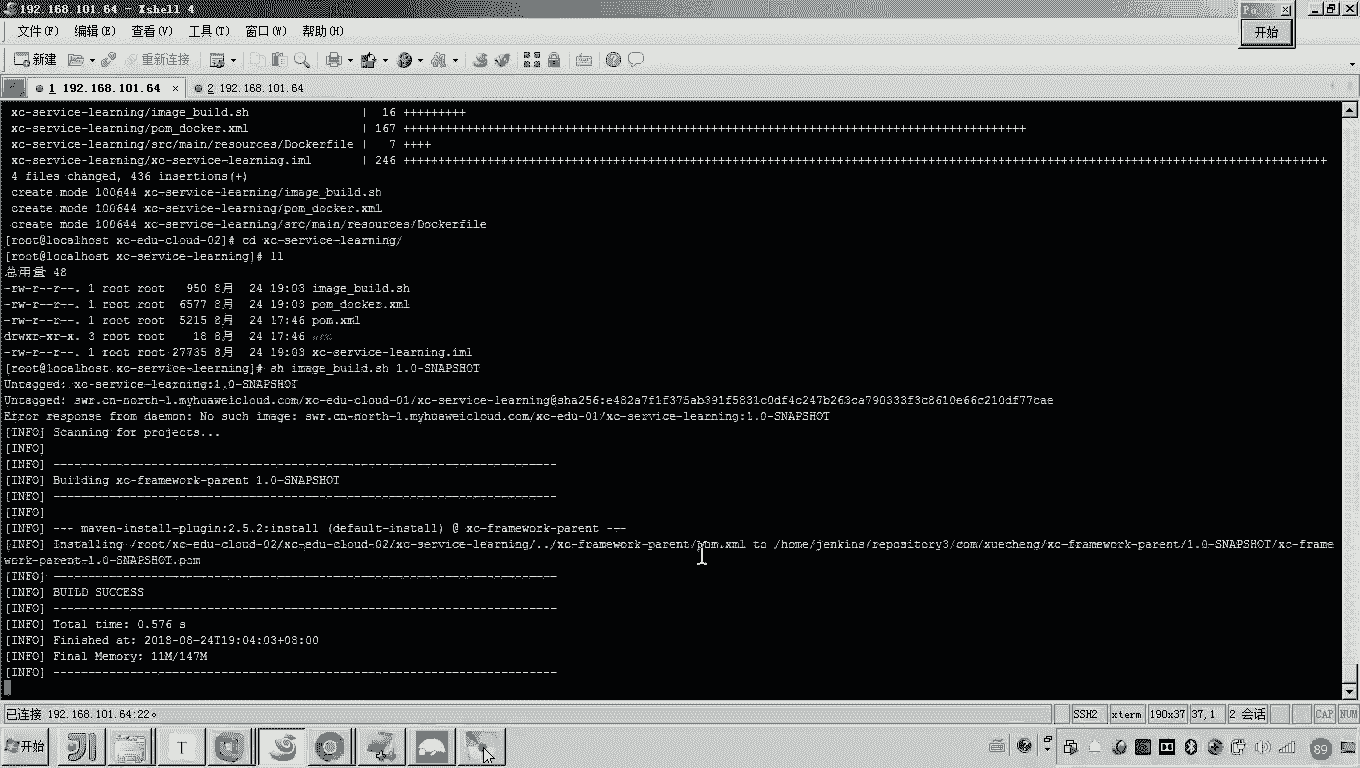 192.168.101.64 - Xshell 4
文件(F) 编辑(E) 查看(V) 工具(T) 窗口(W) 帮助(H)
开始
新建 重新连接
1 192.168.101.64 × 2 192.168.101.64
xc-service-learning/image_build.sh | 16 +++++++++
xc-service-learning/pom_docker.xml | 167 +++++++++++++++++++++++++++++++++++++++++++++++++++++++++++++++++++++++++++++++++++++++++
xc-service-learning/src/main/resources/Dockerfile | 7 ++++
xc-service-learning/xc-service-learning.iml | 246 +++++++++++++++++++++++++++++++++++++++++++++++++++++++++++++++++++++++++++++++++++++++++++++++++++++++++++++++++++++++++++++++++++
4 files changed, 436 insertions(+)
create mode 100644 xc-service-learning/image_build.sh
create mode 100644 xc-service-learning/pom_docker.xml
create mode 100644 xc-service-learning/src/main/resources/Dockerfile
[root@localhost xc-edu-cloud-02]# cd xc-service-learning/
[root@localhost xc-service-learning]# ll
总用量 48
-rw-r--r--. 1 root root 950 8月 24 19:03 image_build.sh
-rw-r--r--. 1 root root 6577 8月 24 19:03 pom_docker.xml
-rw-r--r--. 1 root root 5215 8月 24 17:46 pom.xml
drwxr-xr-x. 3 root root 18 8月 24 17:46
-rw-r--r--. 1 root root 27735 8月 24 19:03 xc-service-learning.iml
[root@localhost xc-service-learning]# sh image_build.sh 1.0-SNAPSHOT
Untagged: xc-service-learning:1.0-SNAPSHOT
Untagged: swr.cn-north-1.myhuaweicloud.com/xc-edu-cloud-01/xc-service-learning@sha256:e482a7f1f375ab391f5831c0df4c247b263ca790333f3c8610e66c210df77cae
Error response from daemon: No such image: swr.cn-north-1.myhuaweicloud.com/xc-edu-01/xc-service-learning:1.0-SNAPSHOT
[INFO] Scanning for projects...
[INFO]
[INFO] ------------------------------------------------------------------------
[INFO] Building xc-framework-parent 1.0-SNAPSHOT
[INFO] ------------------------------------------------------------------------
[INFO]
[INFO] --- maven-install-plugin:2.5.2:install (default-install) @ xc-framework-parent ---
[INFO] Installing /root/xc-edu-cloud-02/xc-edu-cloud-02/xc-service-learning/../xc-framework-parent/pom.xml to /home/jenkins/repository3/com/xuecheng/xc-framework-parent/1.0-SNAPSHOT/xc-frame
work-parent-1.0-SNAPSHOT.pom
[INFO] ------------------------------------------------------------------------
[INFO] BUILD SUCCESS
[INFO] ------------------------------------------------------------------------
[INFO] Total time: 0.576 s
[INFO] Finished at: 2018-08-24T19:04:03+08:00
[INFO] Final Memory: 11M/147M
[INFO] ------------------------------------------------------------------------
已连接 192.168.101.64:22。 SSH2 xterm 190x37 37,1 2 会话 CAP NUM
开始 T 89